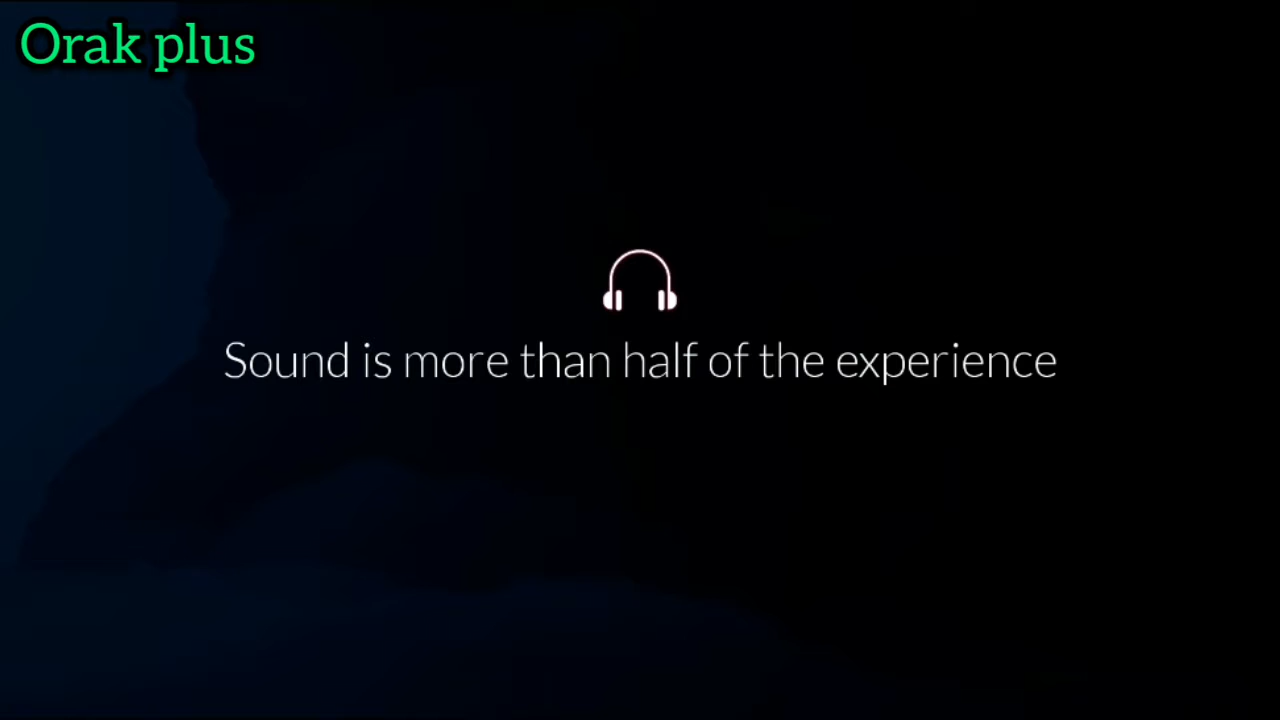 Orak plus
Sound is more than half of the experience